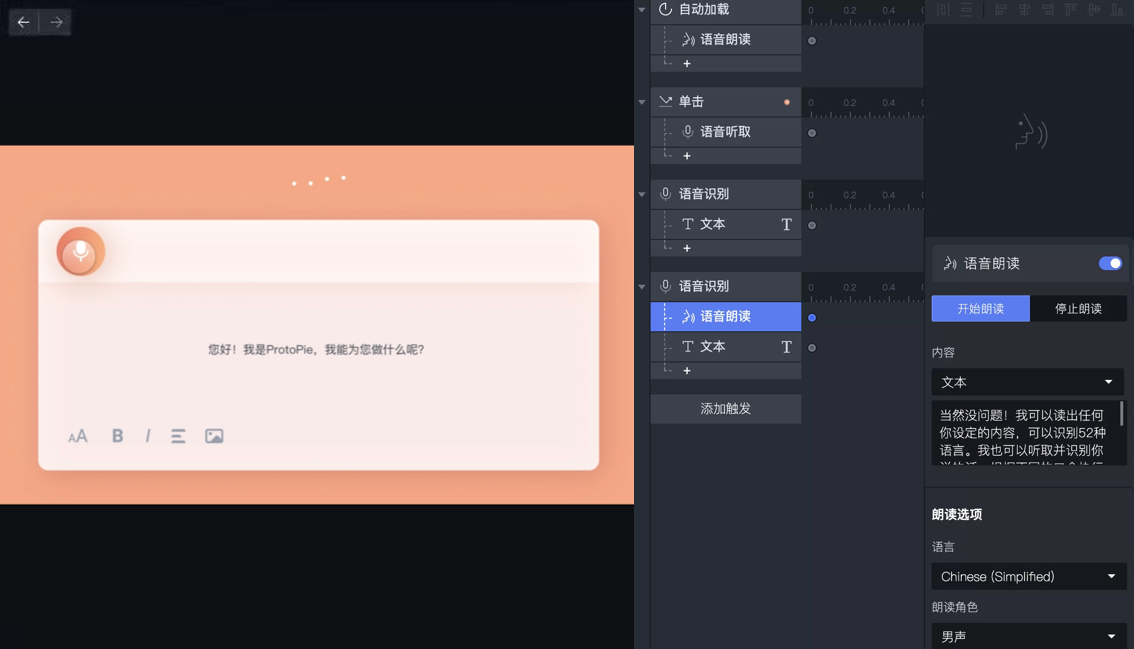 您好！我是ProtoPie，我能为您做什么呢？
AA B I
自动加载
0 0.2 0.4
语音朗读
+
单击
0 0.2 0.4
语音听取
+
语音识别
0 0.2 0.4
文本 T
+
语音识别
0 0.2 0.4
语音朗读
文本 T
+
添加触发
语音朗读
开始朗读 停止朗读
内容
文本
当然没问题！我可以读出任何
你设定的内容，可以识别52种
语言。我也可以听取并识别你
朗读选项
语言
Chinese (Simplified)
朗读角色
男声